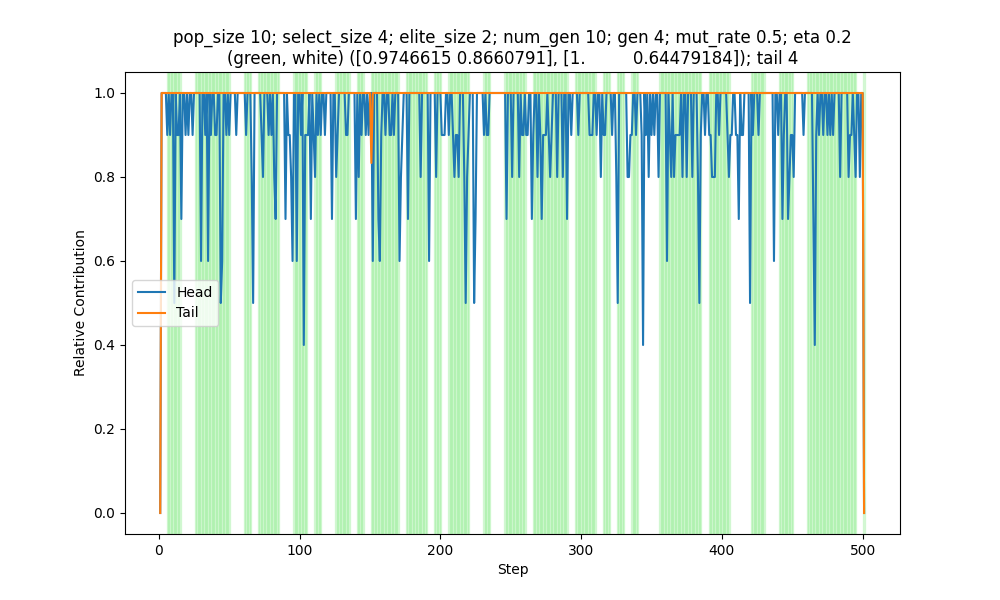 pop_size 10; select_size 4; elite_size 2; num_gen 10; gen 4; mut_rate 0.5; eta 0.2
(green, white) ([0.9746615 0.8660791], [1.         0.64479184]); tail 4
1.0
0.8
0.6
0.4
0.2
0.0
Relative Contribution
Head
Tail
0 100 200 300 400 500
Step